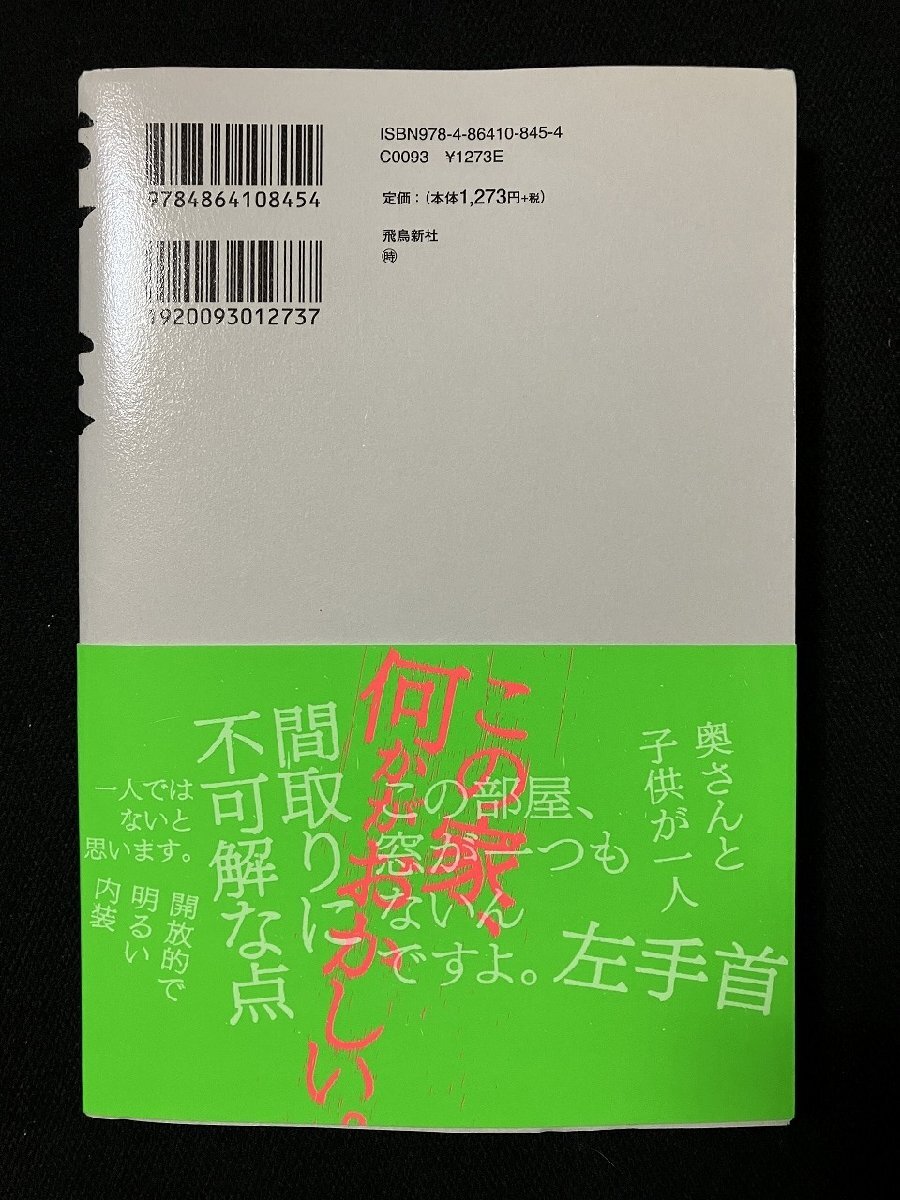 ISBN978-4-86410-845-4
C0093 ¥1273E
9784864108454
定価：（本体1,273円+税）
飛鳥新社
時
1920093012737
この家、
何かがおかしい。
奥さんと
子供が一人
この部屋、
窓が一つも
ないん
ですよ。
左手首
間取りに
不可解な点
一人では
ないと
思います。
開放的で
明るい
内装